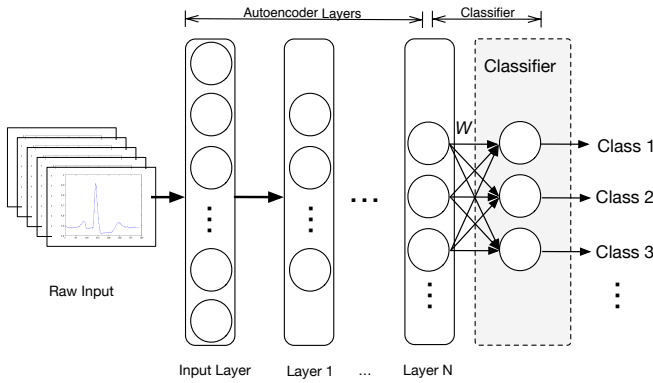 Autoencoder Layers
Classifier
Classifier
W
Class 1
Class 2
Class 3
Raw Input
Input Layer
Layer 1
...
Layer N